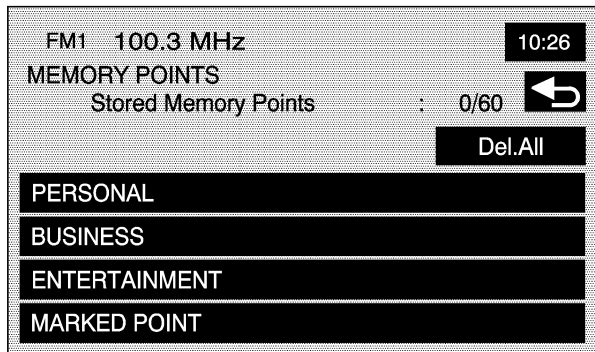 FM1 100.3 MHz 10:26
MEMORY POINTS
Stored Memory Points : 0/60
Del.All
PERSONAL
BUSINESS
ENTERTAINMENT
MARKED POINT